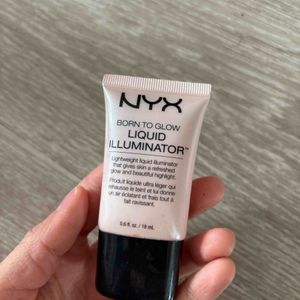 NYX
BORN TO GLOW
LIQUID
ILLUMINATOR™
Lightweight liquid illuminator
that gives skin a refreshed
glow and beautiful highlight.
Produit liquide ultra léger qui
rehausse le teint et lui donne
un air éclatant et frais tout à
fait ravissant.
0.6 fl. oz. / 18 mL